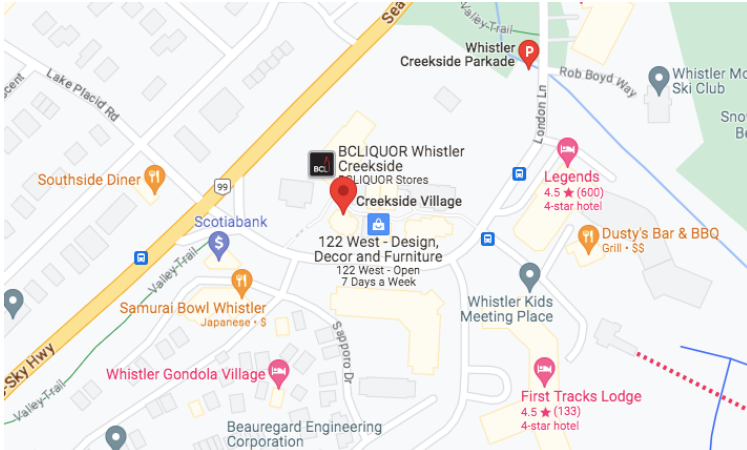 Sea
Valley-Trail
Whistler
Creekside Parkade
P
Rob Boyd Way
Whistler Mo
Ski Club
Sno
Be
London Ln
Lake Placid Rd
scent
BCLIQUOR Whistler
Creekside
BCLIQUOR Stores
BCL
Creekside Village
Legends
4.5 ★ (600)
4-star hotel
Southside Diner
99
Scotiabank
$
122 West - Design,
Decor and Furniture
122 West - Open
7 Days a Week
Dusty's Bar & BBQ
Grill • $$
Valley-Trail
Samurai Bowl Whistler
Japanese • $
Whistler Kids
Meeting Place
-Sky Hwy
Sapporo Dr
Whistler Gondola Village
First Tracks Lodge
4.5 ★ (133)
4-star hotel
Valley-Trail
Beauregard Engineering
Corporation